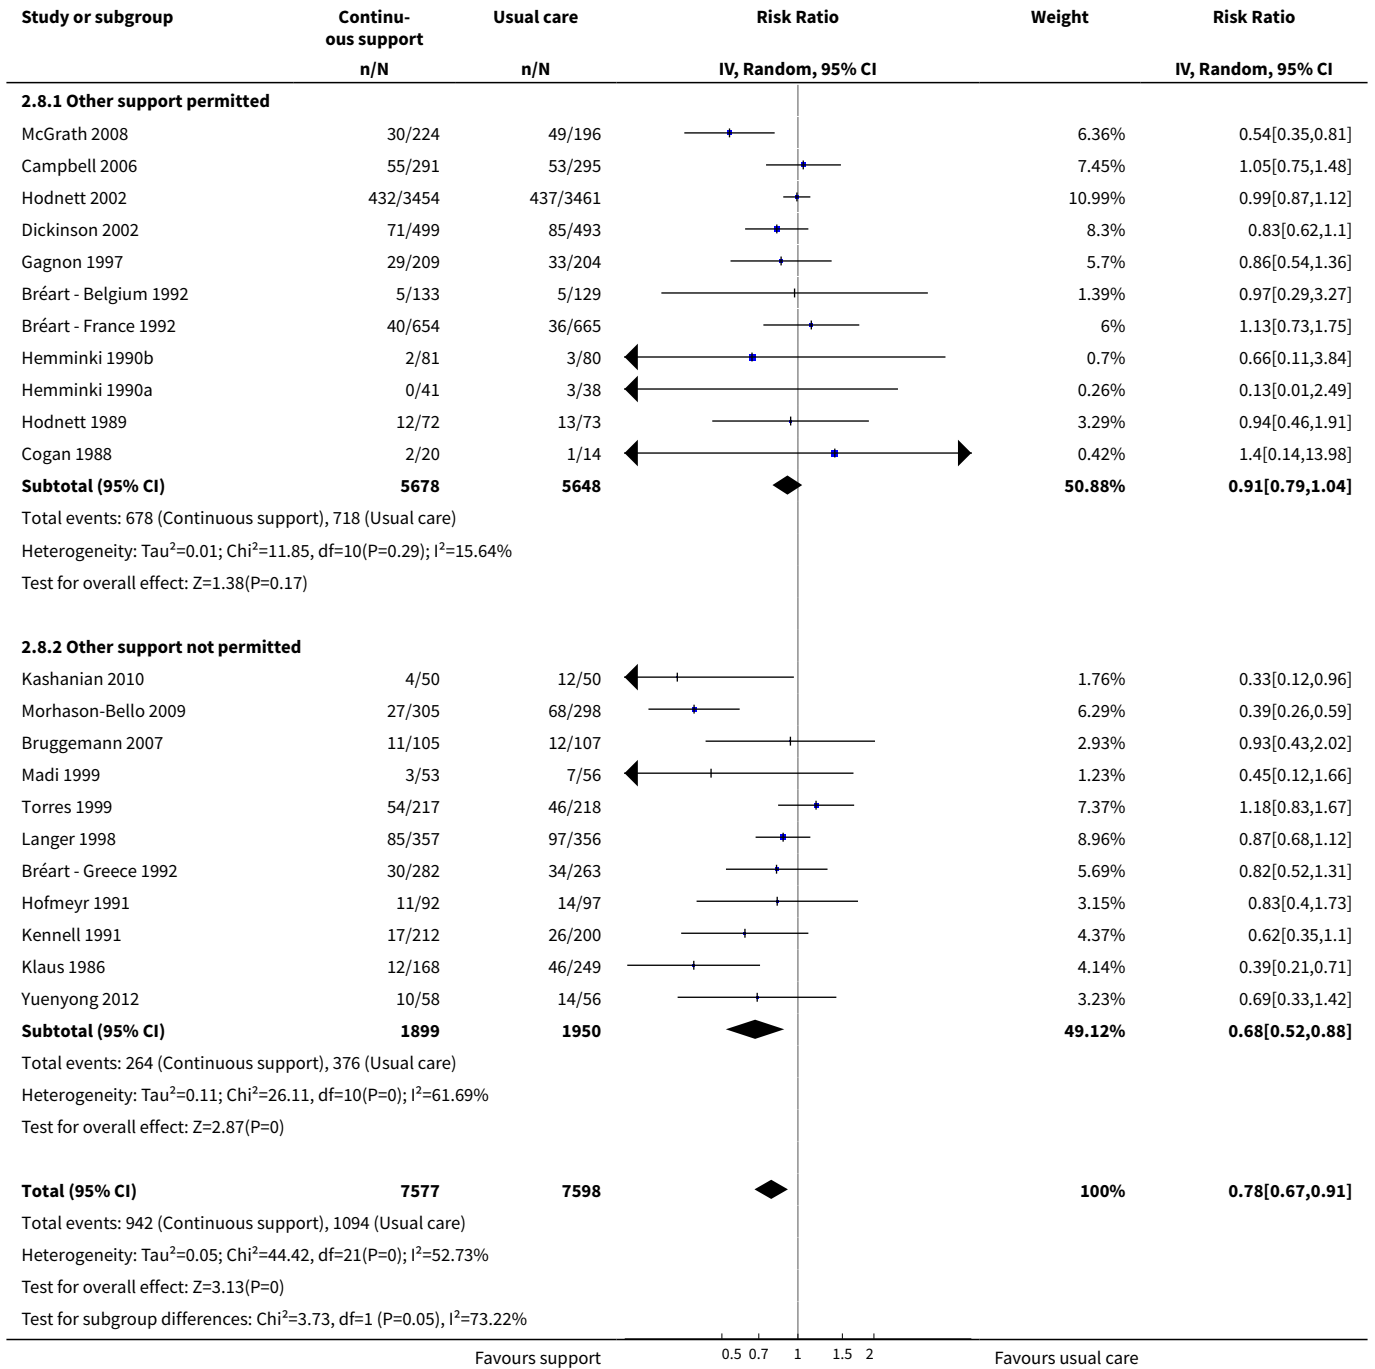 Study or subgroup Continu- Usual care Risk Ratio Weight Risk Ratio
ous support
n/N n/N IV, Random, 95% CI IV, Random, 95% CI
2.8.1 Other support permitted
McGrath 2008 30/224 49/196 6.36% 0.54[0.35,0.81]
Campbell 2006 55/291 53/295 7.45% 1.05[0.75,1.48]
Hodnett 2002 432/3454 437/3461 10.99% 0.99[0.87,1.12]
Dickinson 2002 71/499 85/493 8.3% 0.83[0.62,1.1]
Gagnon 1997 29/209 33/204 5.7% 0.86[0.54,1.36]
Bréart - Belgium 1992 5/133 5/129 1.39% 0.97[0.29,3.27]
Bréart - France 1992 40/654 36/665 6% 1.13[0.73,1.75]
Hemminki 1990b 2/81 3/80 0.7% 0.66[0.11,3.84]
Hemminki 1990a 0/41 3/38 0.26% 0.13[0.01,2.49]
Hodnett 1989 12/72 13/73 3.29% 0.94[0.46,1.91]
Cogan 1988 2/20 1/14 0.42% 1.4[0.14,13.98]
Subtotal (95% CI) 5678 5648 50.88% 0.91[0.79,1.04]
Total events: 678 (Continuous support), 718 (Usual care)
Heterogeneity: Tau²=0.01; Chi²=11.85, df=10(P=0.29); I²=15.64%
Test for overall effect: Z=1.38(P=0.17)
2.8.2 Other support not permitted
Kashanian 2010 4/50 12/50 1.76% 0.33[0.12,0.96]
Morhason-Bello 2009 27/305 68/298 6.29% 0.39[0.26,0.59]
Bruggemann 2007 11/105 12/107 2.93% 0.93[0.43,2.02]
Madi 1999 3/53 7/56 1.23% 0.45[0.12,1.66]
Torres 1999 54/217 46/218 7.37% 1.18[0.83,1.67]
Langer 1998 85/357 97/356 8.96% 0.87[0.68,1.12]
Bréart - Greece 1992 30/282 34/263 5.69% 0.82[0.52,1.31]
Hofmeyr 1991 11/92 14/97 3.15% 0.83[0.4,1.73]
Kennell 1991 17/212 26/200 4.37% 0.62[0.35,1.1]
Klaus 1986 12/168 46/249 4.14% 0.39[0.21,0.71]
Yuenyong 2012 10/58 14/56 3.23% 0.69[0.33,1.42]
Subtotal (95% CI) 1899 1950 49.12% 0.68[0.52,0.88]
Total events: 264 (Continuous support), 376 (Usual care)
Heterogeneity: Tau²=0.11; Chi²=26.11, df=10(P=0); I²=61.69%
Test for overall effect: Z=2.87(P=0)
Total (95% CI) 7577 7598 100% 0.78[0.67,0.91]
Total events: 942 (Continuous support), 1094 (Usual care)
Heterogeneity: Tau²=0.05; Chi²=44.42, df=21(P=0); I²=52.73%
Test for overall effect: Z=3.13(P=0)
Test for subgroup differences: Chi²=3.73, df=1 (P=0.05), I²=73.22%
Favours support 0.5 0.7 1 1.5 2 Favours usual care